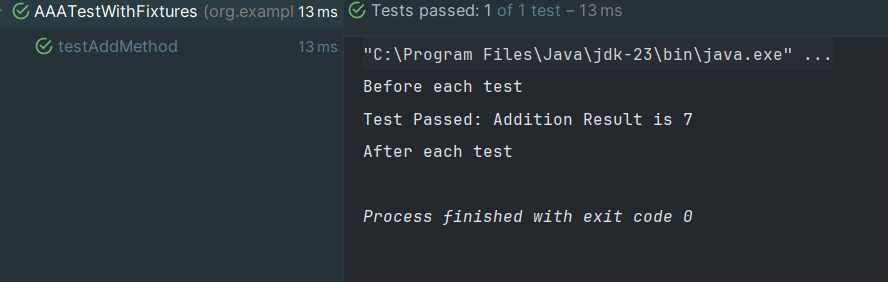 AAATestWithFixtures (org.exampl 13 ms
testAddMethod 13 ms
Tests passed: 1 of 1 test – 13 ms
"C:\Program Files\Java\jdk-23\bin\java.exe" ...
Before each test
Test Passed: Addition Result is 7
After each test
Process finished with exit code 0